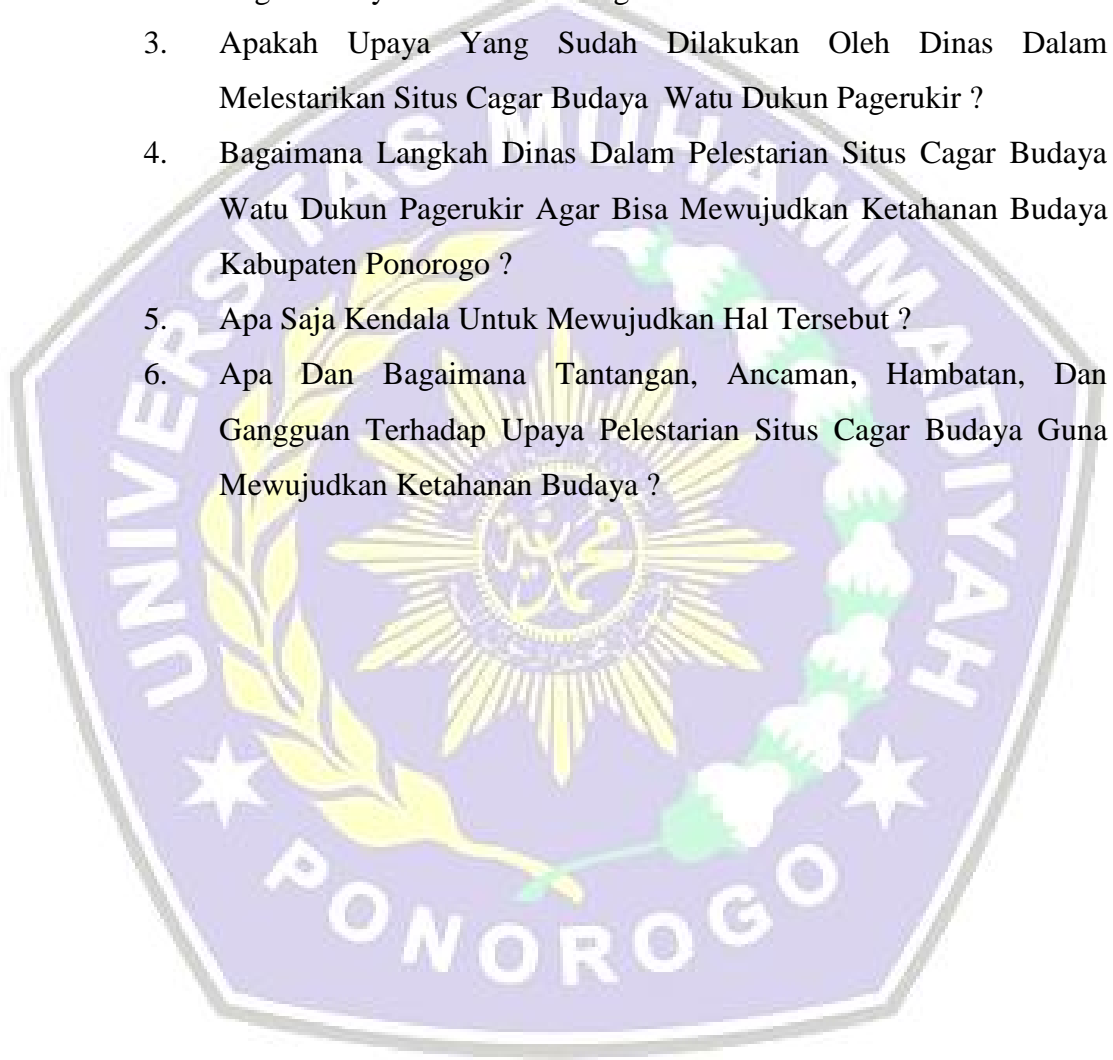 3. Apakah Upaya Yang Sudah Dilakukan Oleh Dinas Dalam
Melestarikan Situs Cagar Budaya Watu Dukun Pagerukir ?
4. Bagaimana Langkah Dinas Dalam Pelestarian Situs Cagar Budaya
Watu Dukun Pagerukir Agar Bisa Mewujudkan Ketahanan Budaya
Kabupaten Ponorogo ?
5. Apa Saja Kendala Untuk Mewujudkan Hal Tersebut ?
6. Apa Dan Bagaimana Tantangan, Ancaman, Hambatan, Dan
Gangguan Terhadap Upaya Pelestarian Situs Cagar Budaya Guna
Mewujudkan Ketahanan Budaya ?
UNIVERSITAS MUHAMMADIYAH
PONOROGO